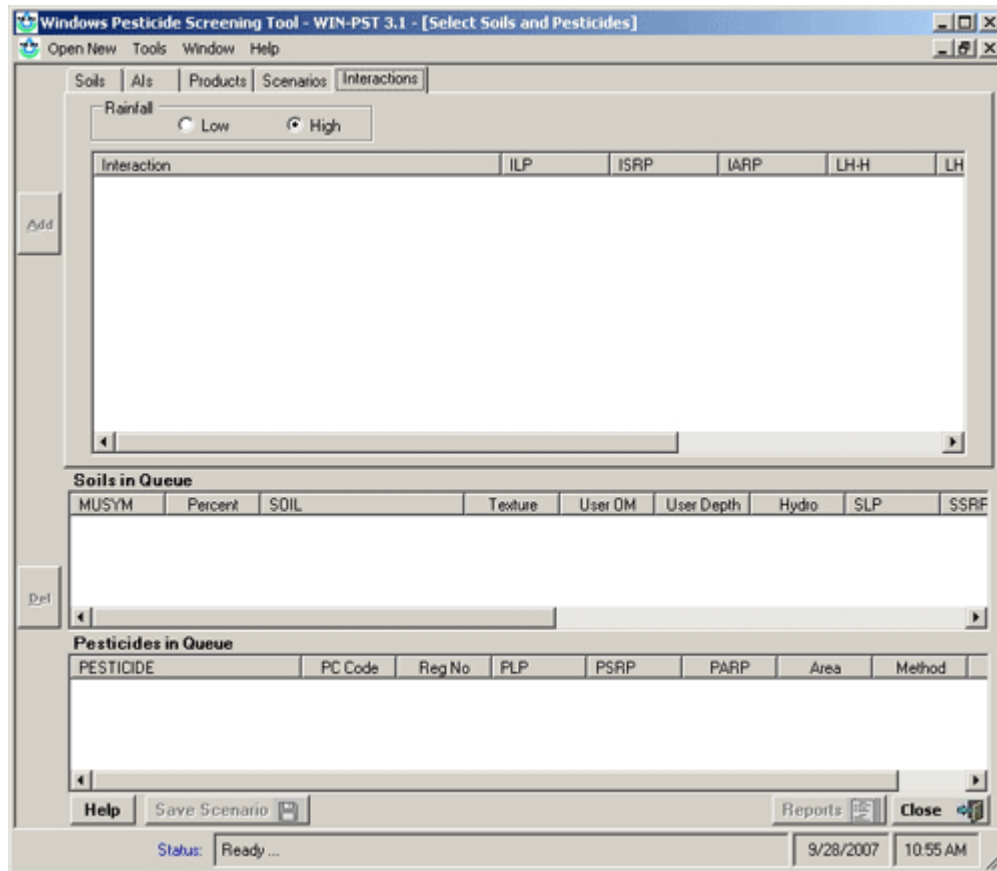 Windows Pesticide Screening Tool - WIN-PST 3.1 - [Select Soils and Pesticides]
Open New Tools Window Help
Soils AIs Products Scenarios Interactions
Rainfall
Low High
Interaction ILP ISRP IARP LH-H LH
Add
Soils in Queue
MUSYM Percent SOIL Texture User OM User Depth Hydro SLP SSRP
Del
Pesticides in Queue
PESTICIDE PC Code Reg No PLP PSRP PARP Area Method
Help Save Scenario Reports Close
Status: Ready ... 9/28/2007 10:55 AM